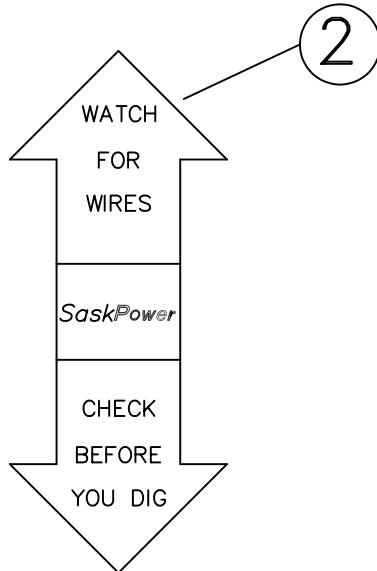 2
WATCH
FOR
WIRES
SaskPower
CHECK
BEFORE
YOU DIG